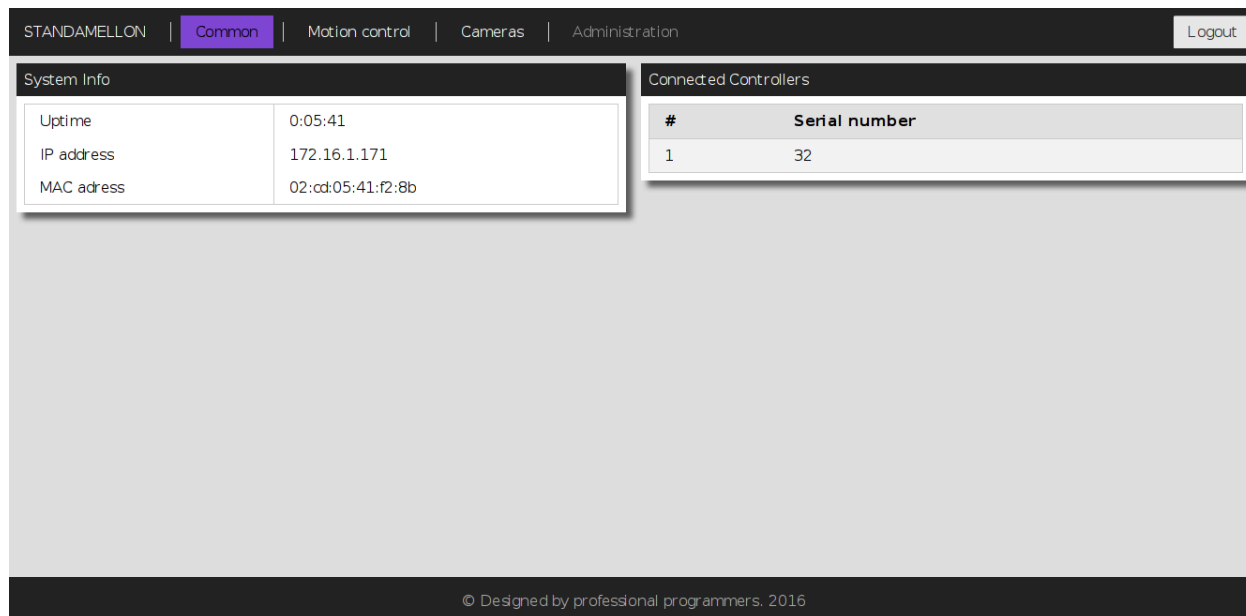 STANDAMELLON | Common | Motion control | Cameras | Administration Logout
System Info
Uptime 0:05:41
IP address 172.16.1.171
MAC adress 02:cd:05:41:f2:8b
Connected Controllers
# Serial number
1 32
© Designed by professional programmers. 2016